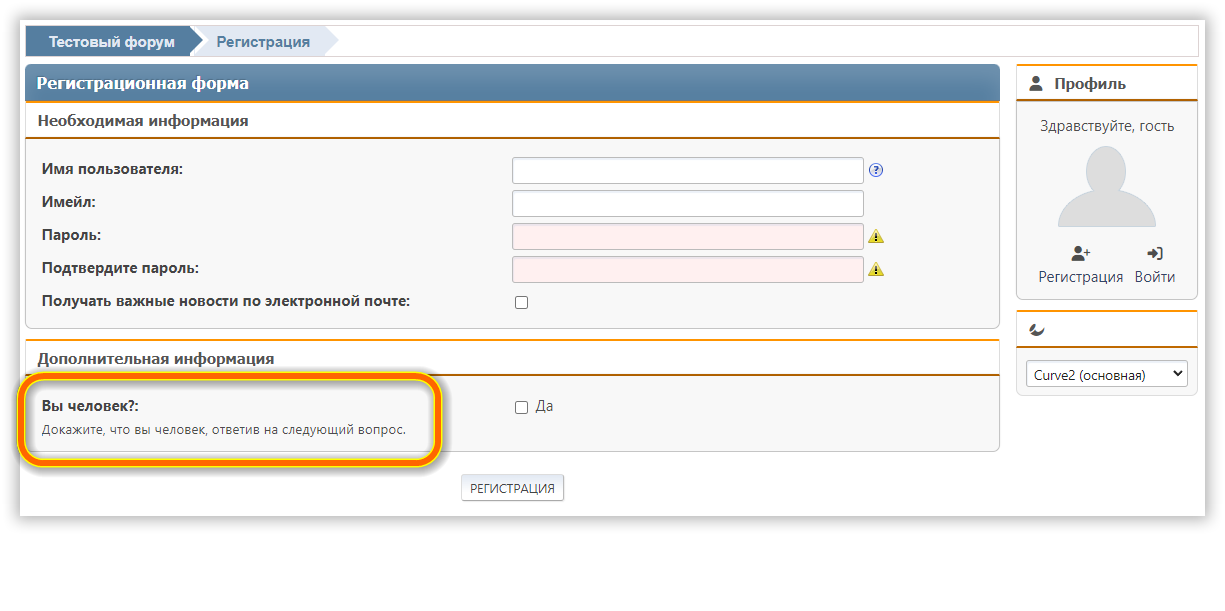 Тестовый форум
Регистрация
Регистрационная форма
Необходимая информация
Имя пользователя:
Имейл:
Пароль:
Подтвердите пароль:
Получать важные новости по электронной почте:
Дополнительная информация
Вы человек?:
Да
Докажите, что вы человек, ответив на следующий вопрос.
РЕГИСТРАЦИЯ
Профиль
Здравствуйте, гость
Регистрация Войти
Curve2 (основная)